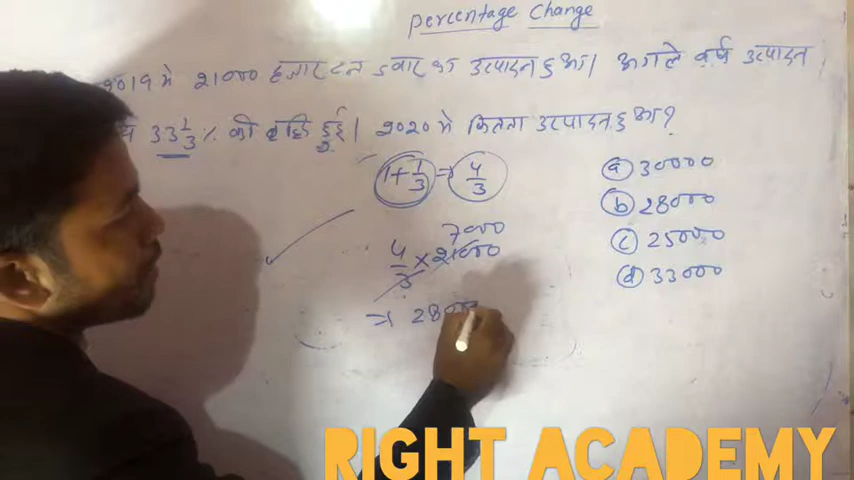 Percentage Change
2019 मे 21000 हजार टन ज्वार का उत्पादन हुआ। अगले वर्ष उत्पादन
मे 33 1/3 % की वृद्धि हुई। 2020 मे कितना उत्पादन हुआ?
1 + 1/3 ⇒ 4/3
(a) 30000
(b) 28000
(c) 25000
(d) 33000
7000
4/3 × 21000
⇒ 28000
RIGHT ACADEMY